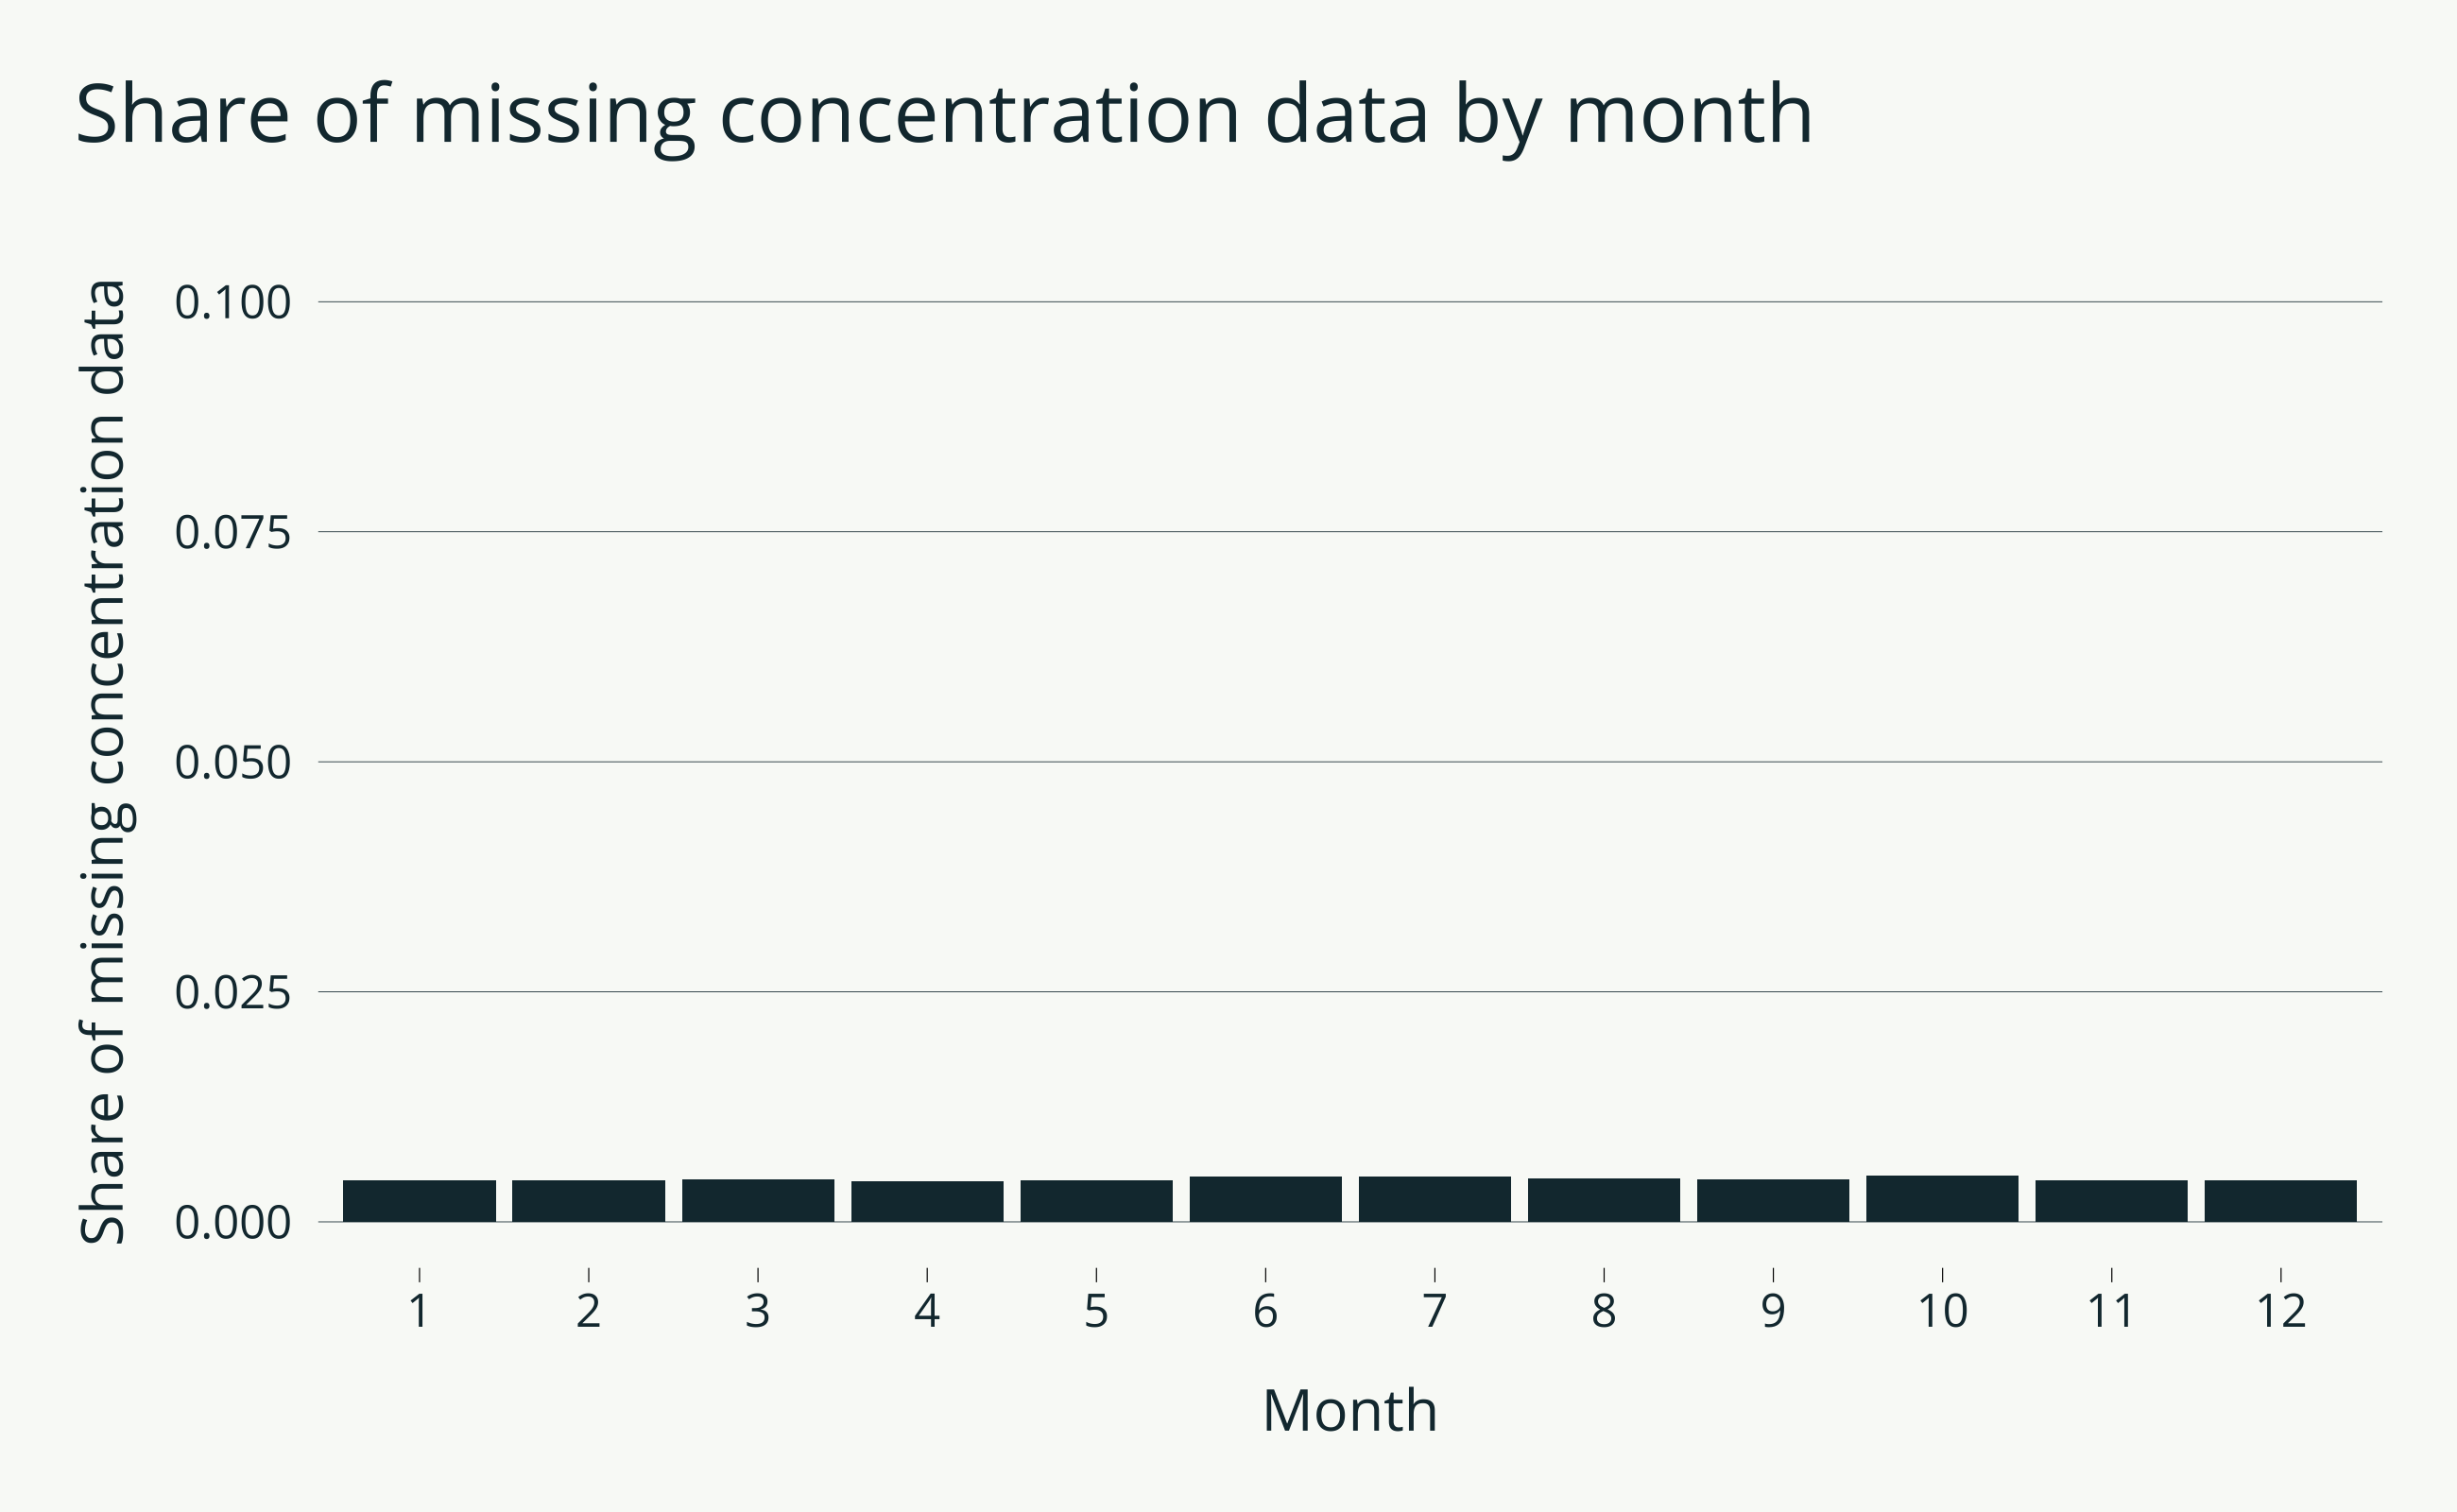 Share of missing concentration data by month
Share of missing concentration data
0.100
0.075
0.050
0.025
0.000
1 2 3 4 5 6 7 8 9 10 11 12
Month